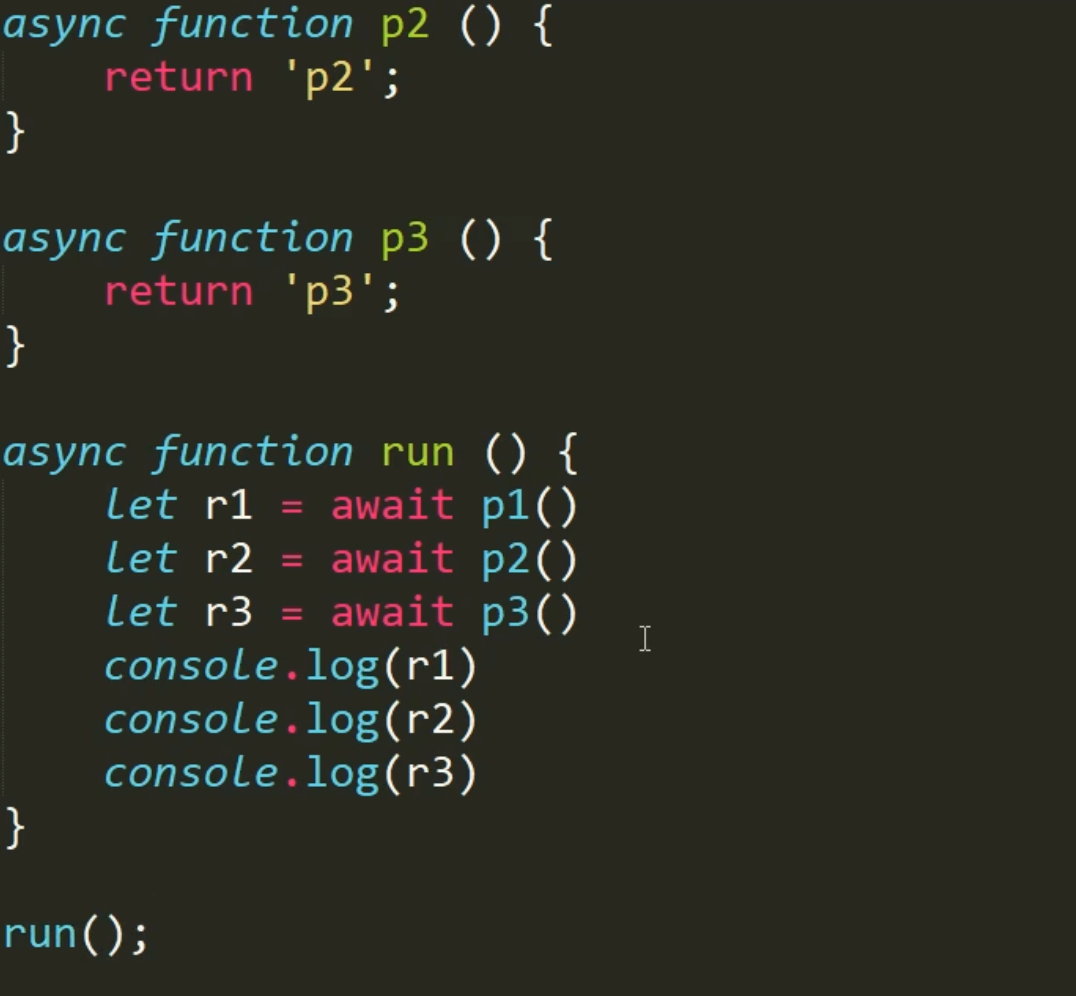 async function p2 () {
    return 'p2';
}

async function p3 () {
    return 'p3';
}

async function run () {
    let r1 = await p1()
    let r2 = await p2()
    let r3 = await p3()
    console.log(r1)
    console.log(r2)
    console.log(r3)
}

run();